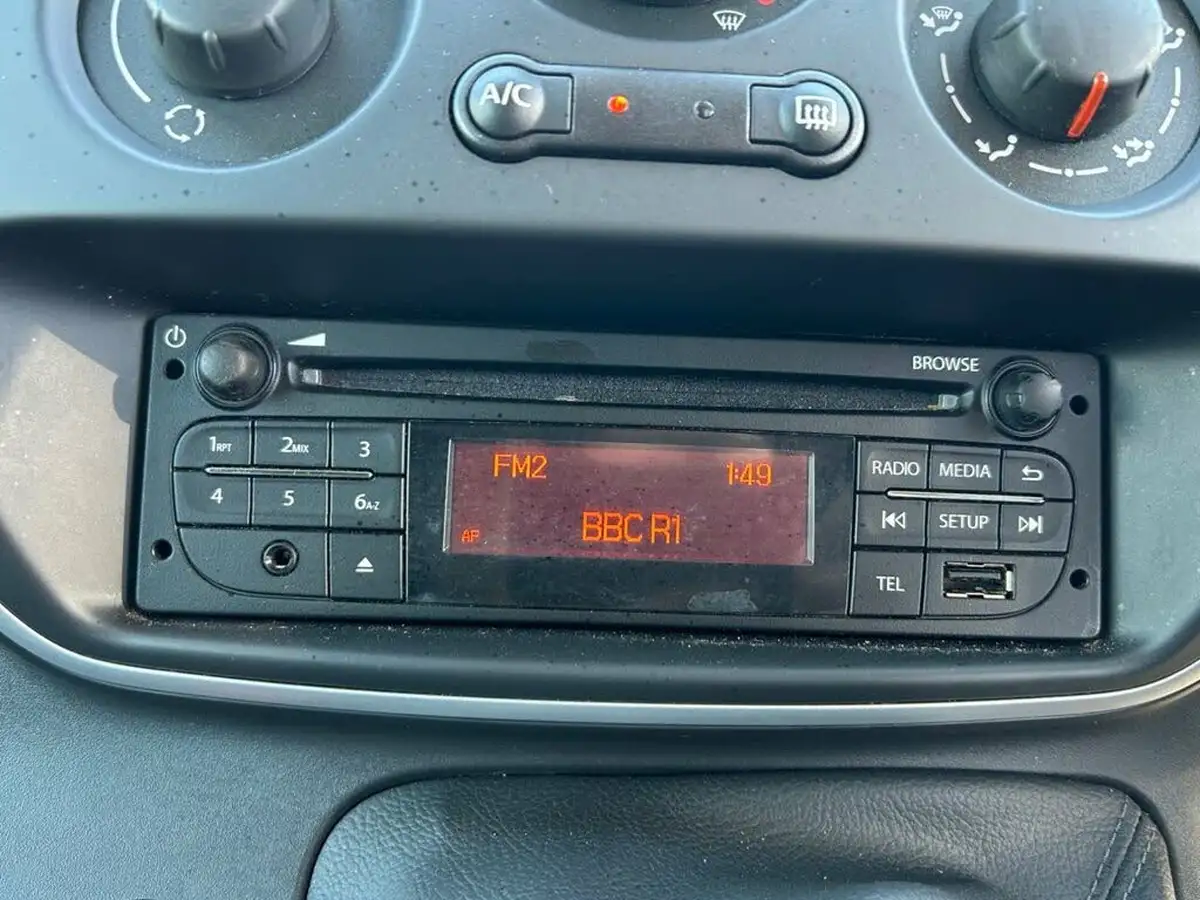 A/C
BROWSE
1RPT 2MIX 3
4 5 6A-Z
FM2 1:49
AF BBC R1
RADIO MEDIA
SETUP
TEL